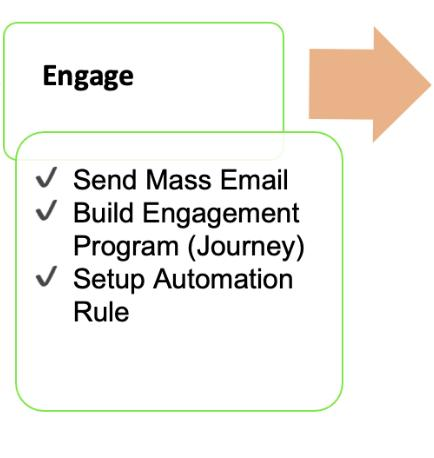 Engage
✓ Send Mass Email
✓ Build Engagement
Program (Journey)
✓ Setup Automation
Rule